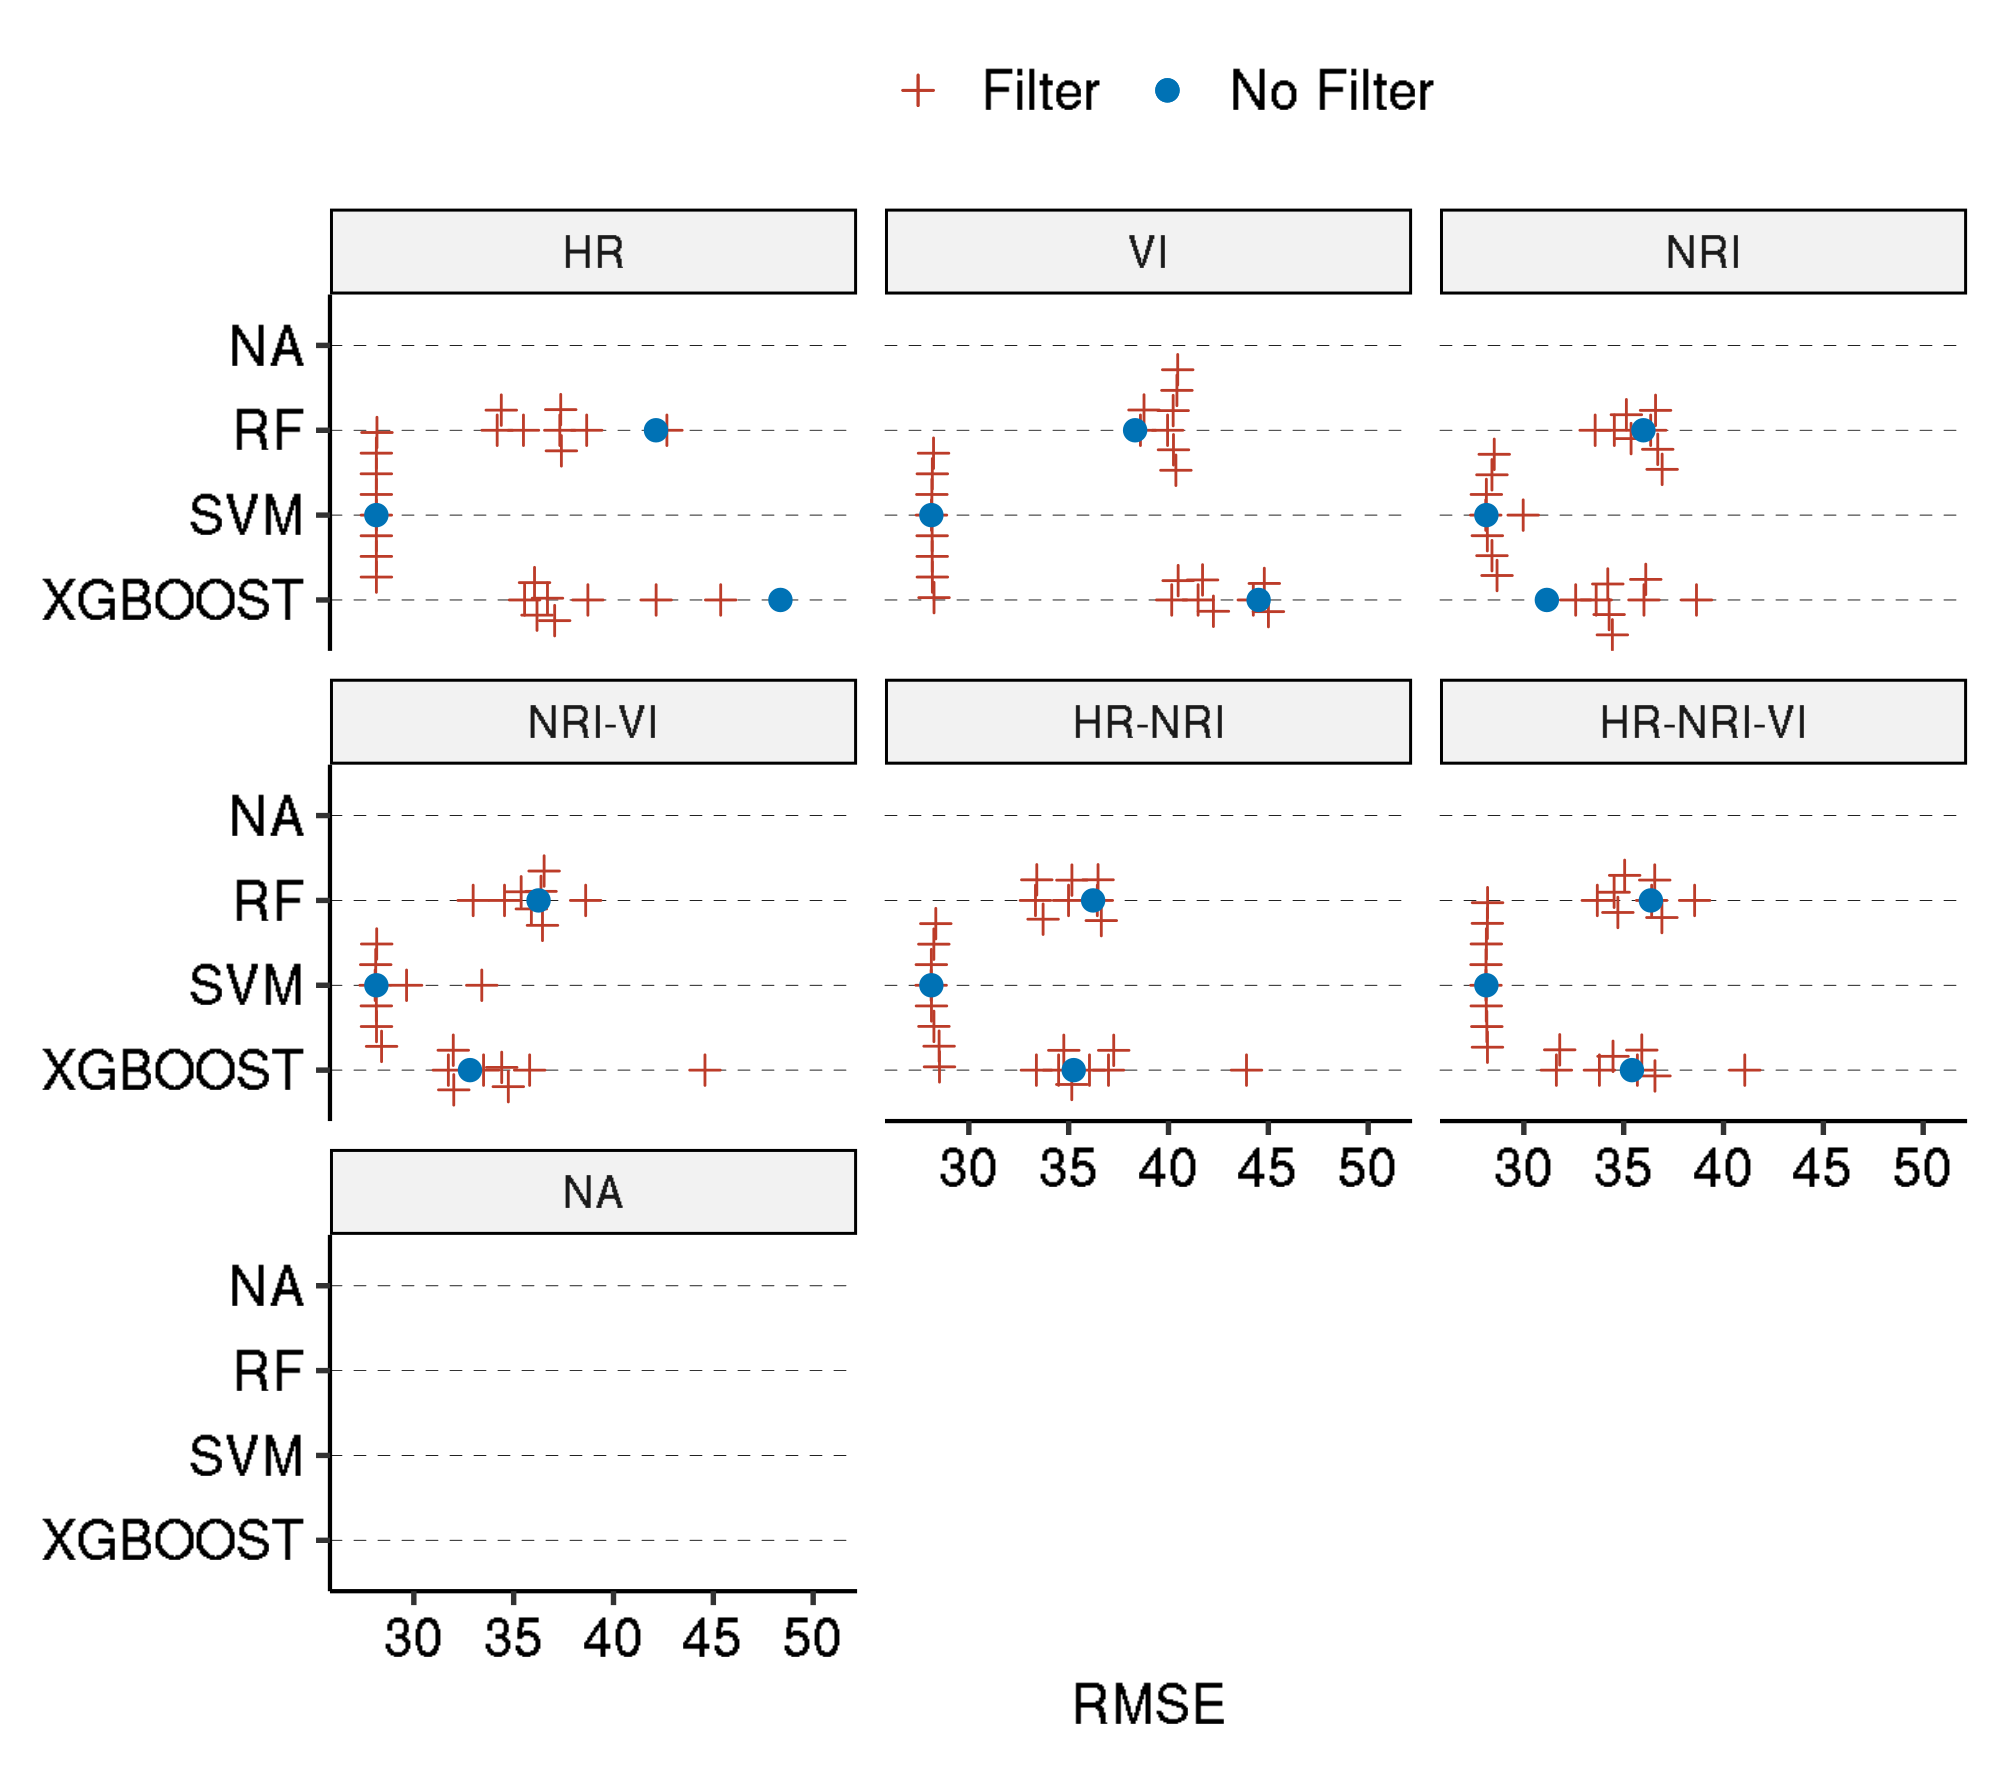 Filter No Filter
HR VI NRI
NA
RF
SVM
XGBOOST
NRI-VI HR-NRI HR-NRI-VI
NA
RF
SVM
XGBOOST
30 35 40 45 50 30 35 40 45 50
NA
NA
RF
SVM
XGBOOST
30 35 40 45 50
RMSE